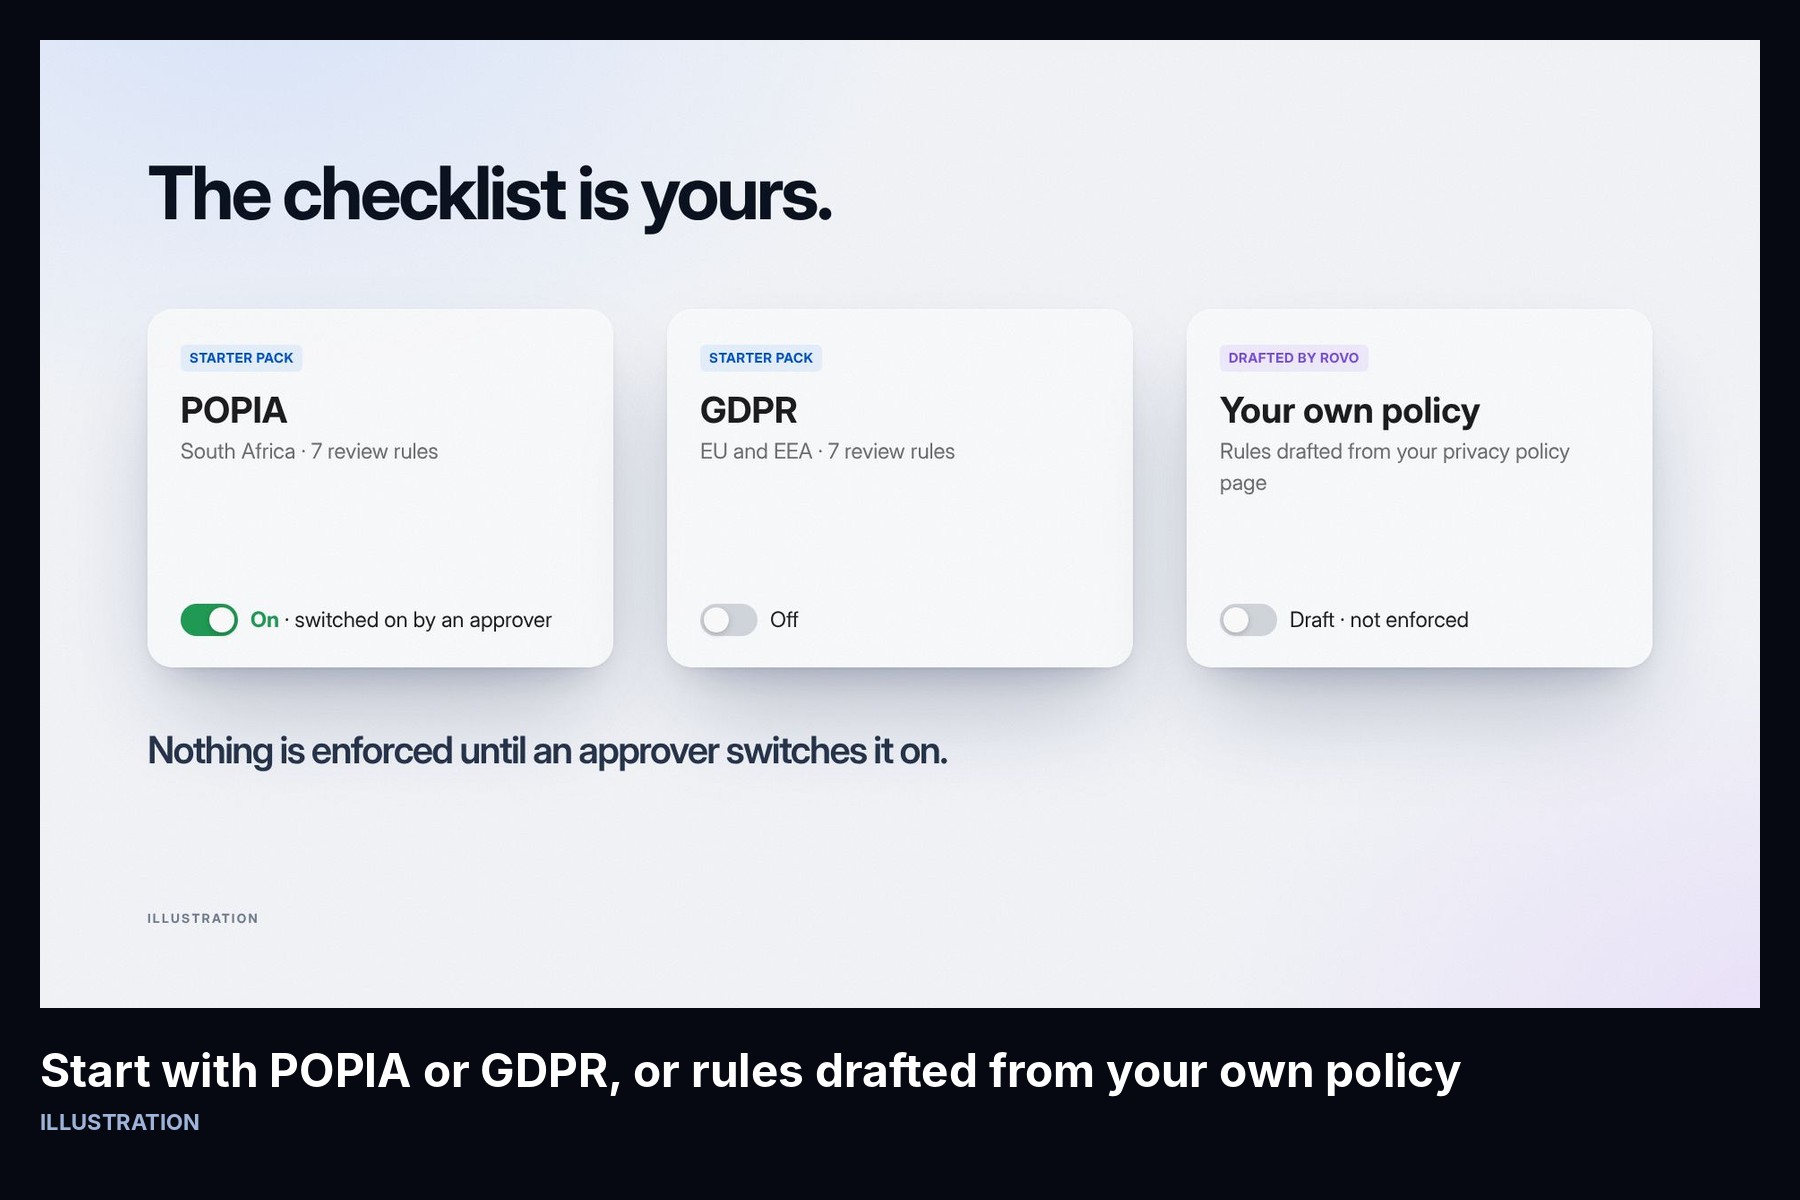 The checklist is yours.
STARTER PACK
POPIA
South Africa · 7 review rules
On · switched on by an approver
STARTER PACK
GDPR
EU and EEA · 7 review rules
Off
DRAFTED BY ROVO
Your own policy
Rules drafted from your privacy policy
page
Draft · not enforced
Nothing is enforced until an approver switches it on.
ILLUSTRATION
Start with POPIA or GDPR, or rules drafted from your own policy
ILLUSTRATION